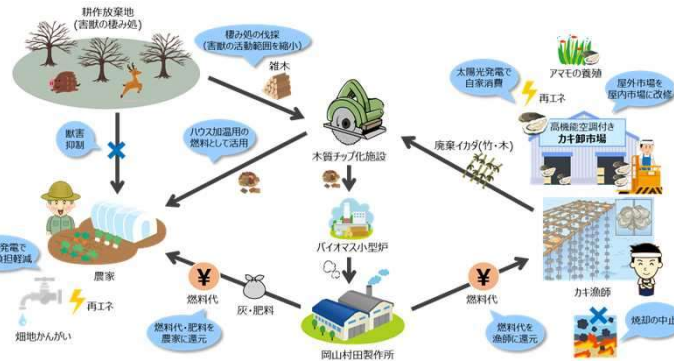 耕作放棄地
(害獣の棲み処)
棲み処の伐採
(害獣の活動範囲を縮小)
雑木
太陽光発電で
自家消費
再エネ
アマモの養殖
屋外市場を
屋内市場に改修
獣害
抑制
ハウス加温用の
燃料として活用
木質チップ化施設
廃棄イカダ(竹・木)
高機能空調付き
カキ卸市場
発電で
負担軽減
農家
バイオマス小型炉
カキ漁師
再エネ
畑地かんがい
¥
燃料代
灰・肥料
¥
燃料代
焼却の中止
燃料代・肥料を
農家に還元
岡山村田製作所
燃料代を
漁師に還元